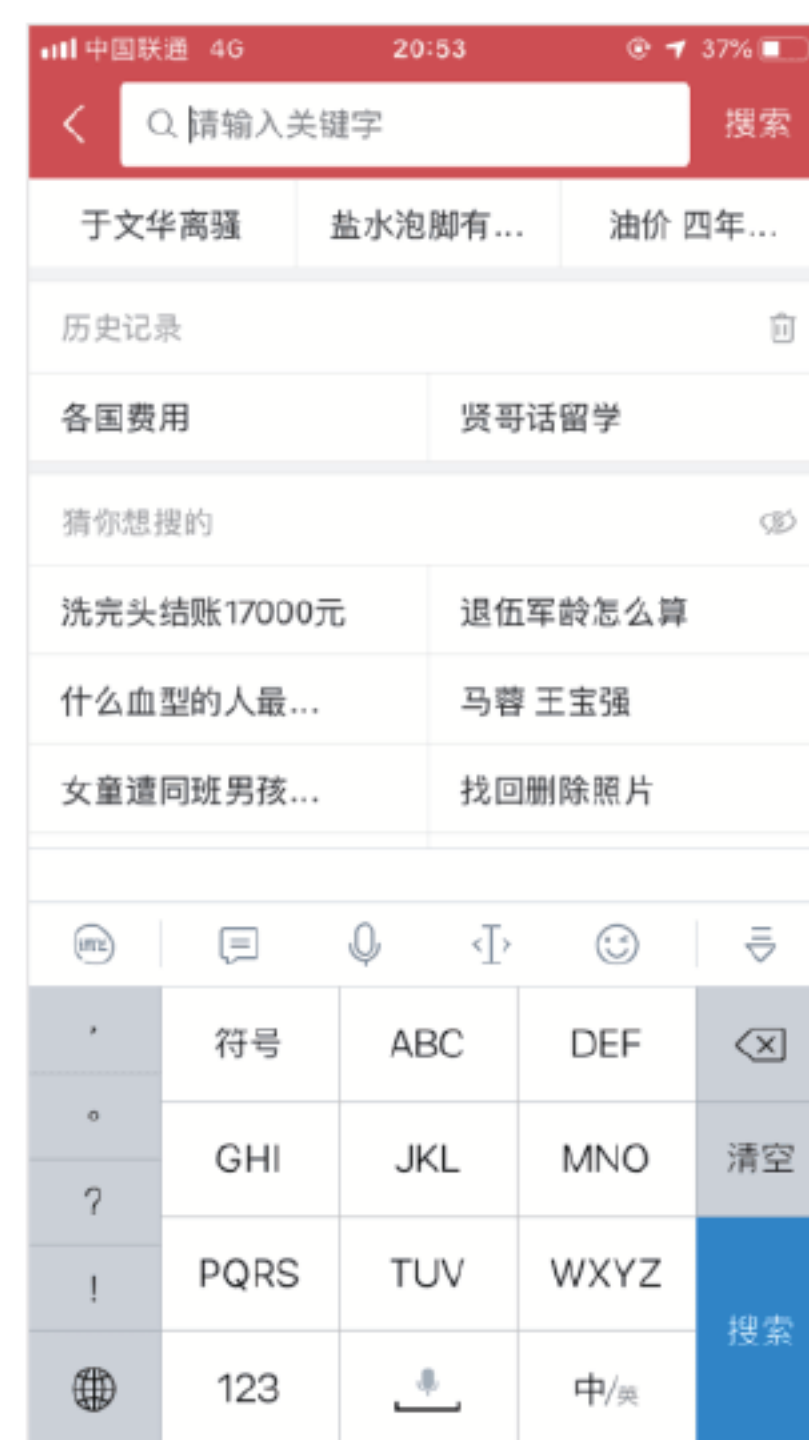 中国联通 4G 20:53 37%
请输入关键字 搜索
于文华离骚 盐水泡脚有... 油价 四年...
历史记录
各国费用 贤哥话留学
猜你想搜的
洗完头结账17000元 退伍军龄怎么算
什么血型的人最... 马蓉 王宝强
女童遭同班男孩... 找回删除照片
， 符号 ABC DEF
。 GHI JKL MNO 清空
？
！ PQRS TUV WXYZ 搜索
123 中/英